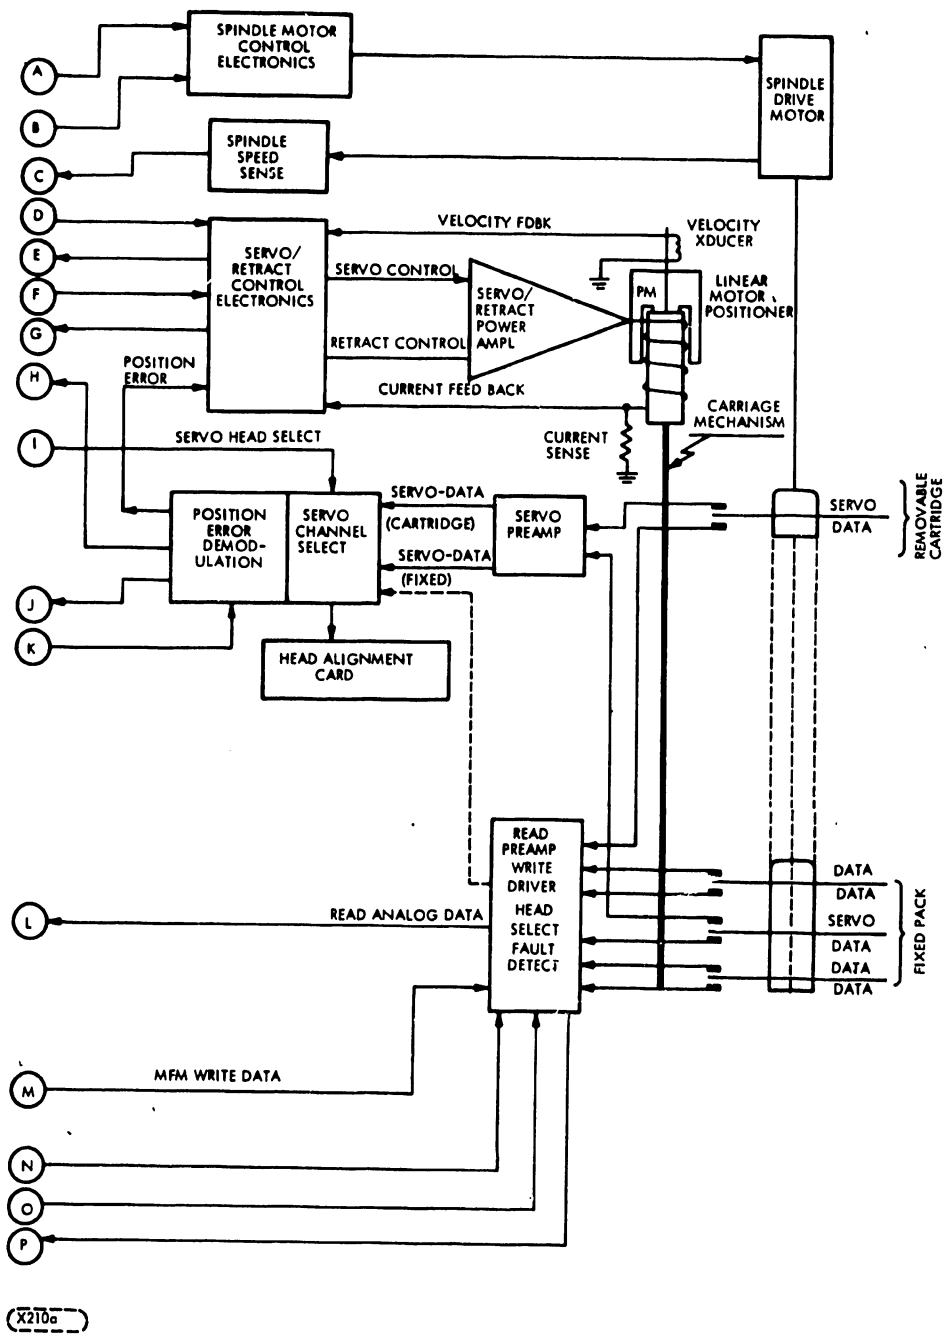 SPINDLE MOTOR
CONTROL
ELECTRONICS
A
B
SPINDLE
DRIVE
MOTOR
SPINDLE
SPEED
SENSE
C
D
VELOCITY FDBK
VELOCITY
XDUCER
E
SERVO/
RETRACT
CONTROL
ELECTRONICS
SERVO CONTROL
SERVO/
RETRACT
POWER
AMPL
PM
LINEAR
MOTOR
POSITIONER
F
G
RETRACT CONTROL
POSITION
ERROR
H
CURRENT FEED BACK
CARRIAGE
MECHANISM
I
SERVO HEAD SELECT
CURRENT
SENSE
POSITION
ERROR
DEMOD-
ULATION
SERVO
CHANNEL
SELECT
SERVO-DATA
(CARTRIDGE)
SERVO-DATA
(FIXED)
SERVO
PREAMP
SERVO
DATA
REMOVABLE
CARTRIDGE
J
K
HEAD ALIGNMENT
CARD
READ
PREAMP
WRITE
DRIVER
HEAD
SELECT
FAULT
DETECT
DATA
DATA
SERVO
DATA
DATA
DATA
FIXED PACK
L
READ ANALOG DATA
M
MFM WRITE DATA
N
O
P
X210a